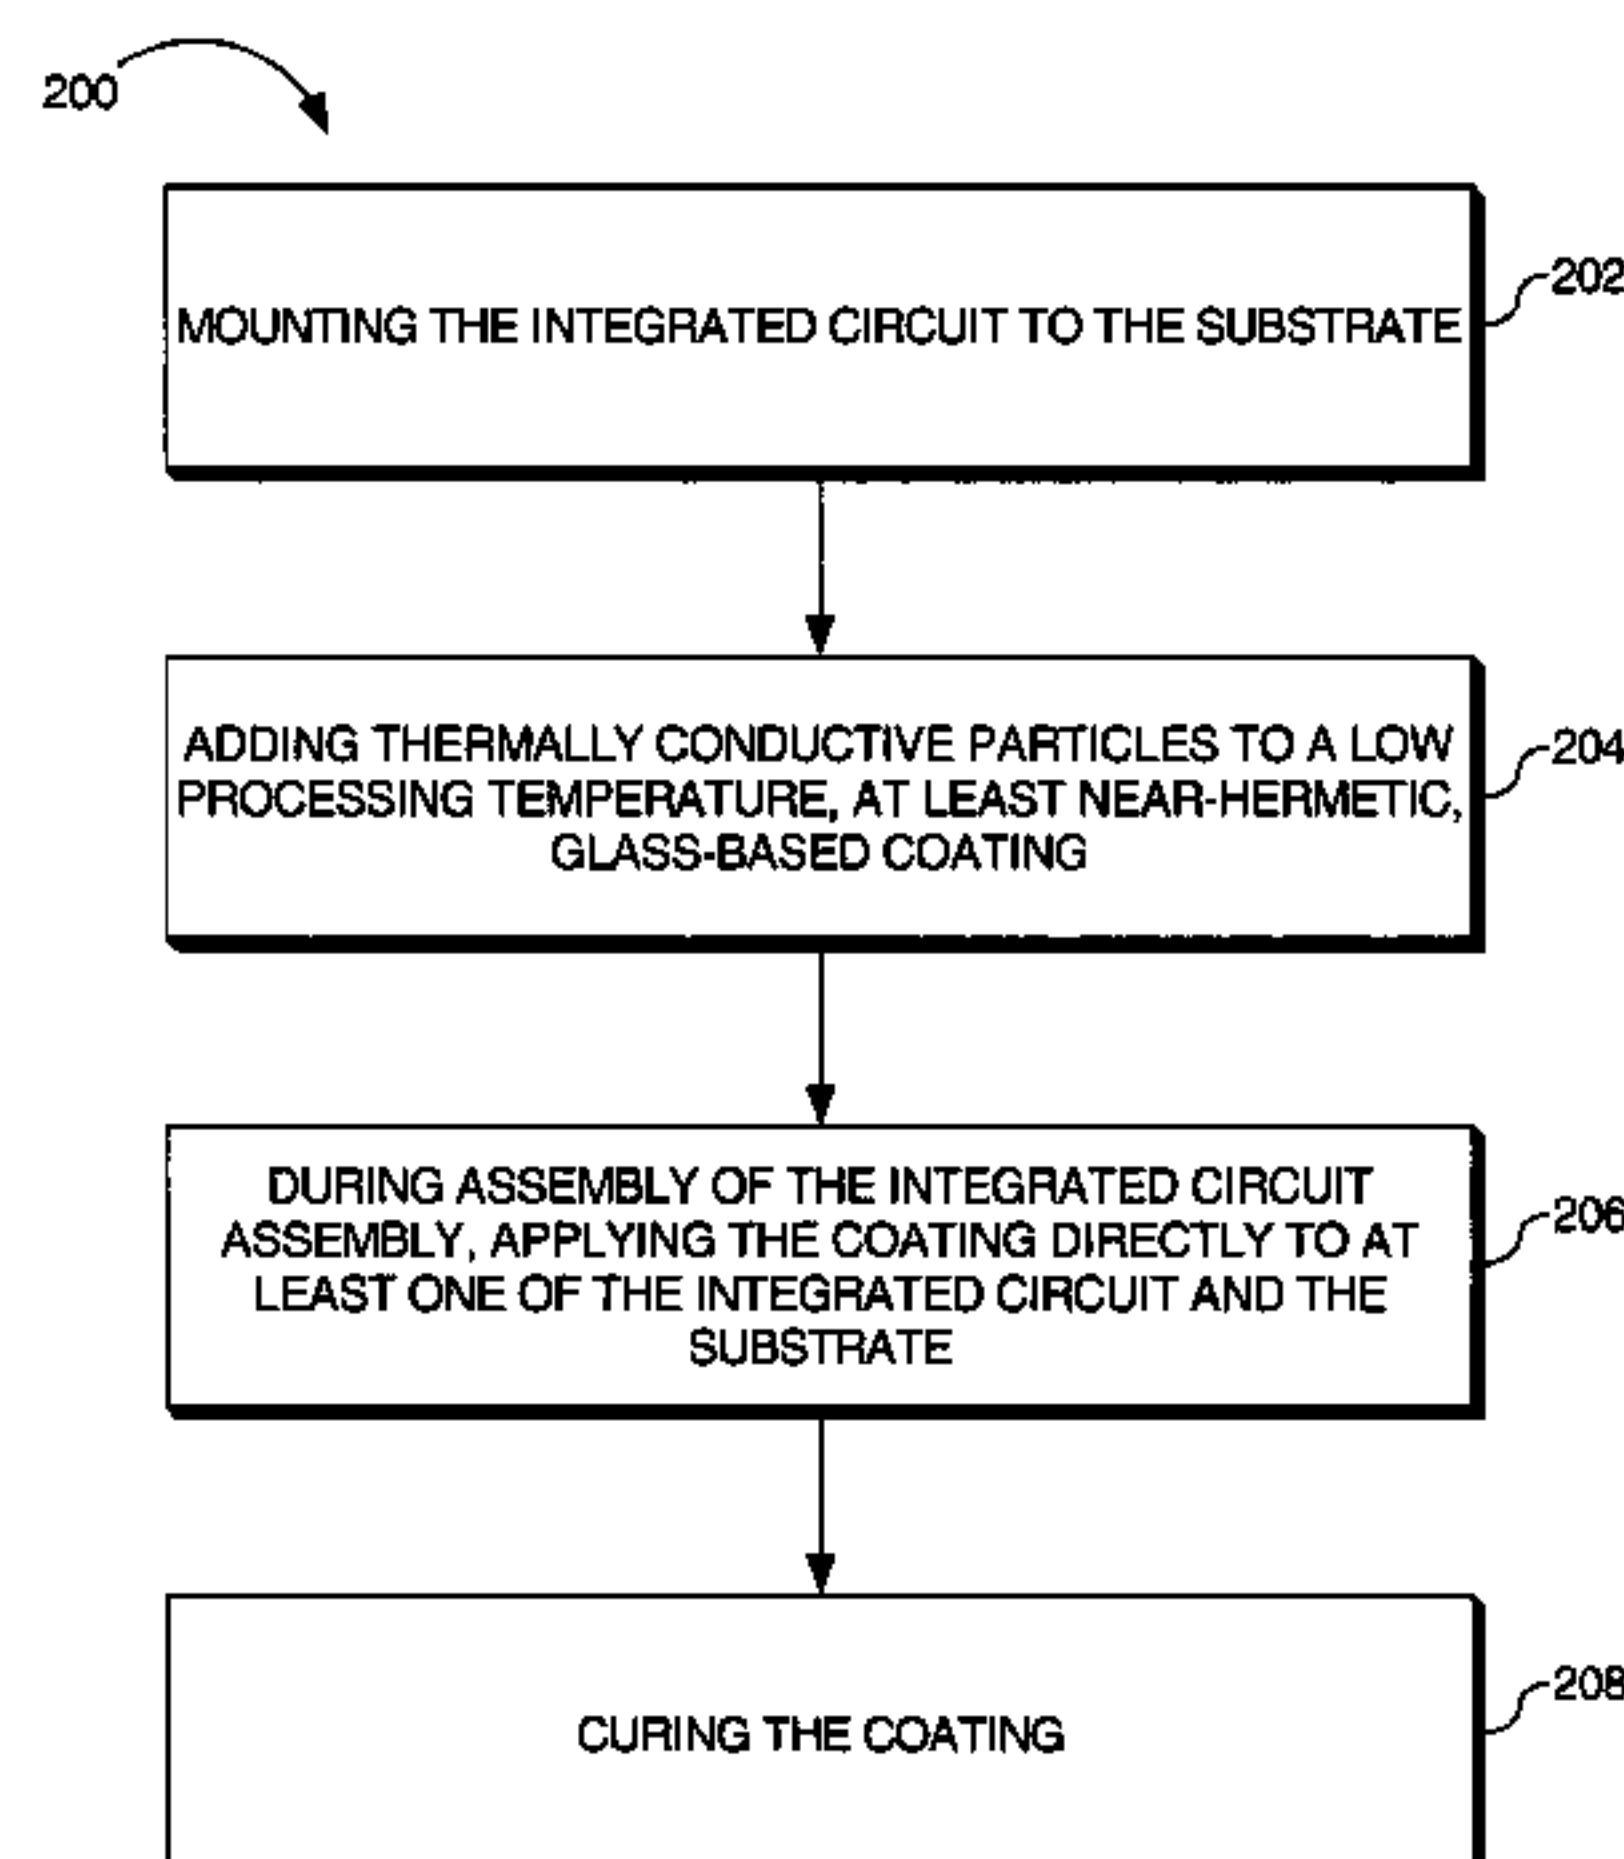 200
MOUNTING THE INTEGRATED CIRCUIT TO THE SUBSTRATE
202
ADDING THERMALLY CONDUCTIVE PARTICLES TO A LOW
PROCESSING TEMPERATURE, AT LEAST NEAR-HERMETIC,
GLASS-BASED COATING
204
DURING ASSEMBLY OF THE INTEGRATED CIRCUIT
ASSEMBLY, APPLYING THE COATING DIRECTLY TO AT
LEAST ONE OF THE INTEGRATED CIRCUIT AND THE
SUBSTRATE
206
CURING THE COATING
208